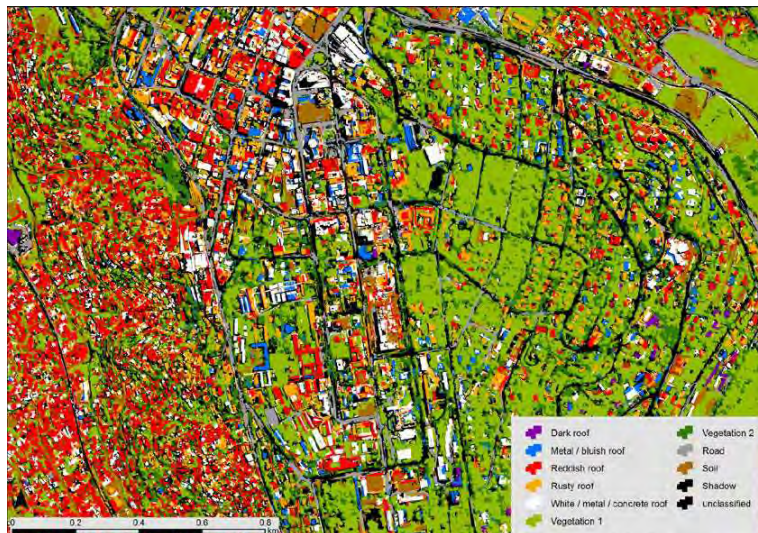 Dark roof
Metal / bluish roof
Reddish roof
Rusty roof
White / metal / concrete roof
Vegetation 1
Vegetation 2
Road
Soil
Shadow
unclassified
0 0.2 0.4 0.6 0.8
km